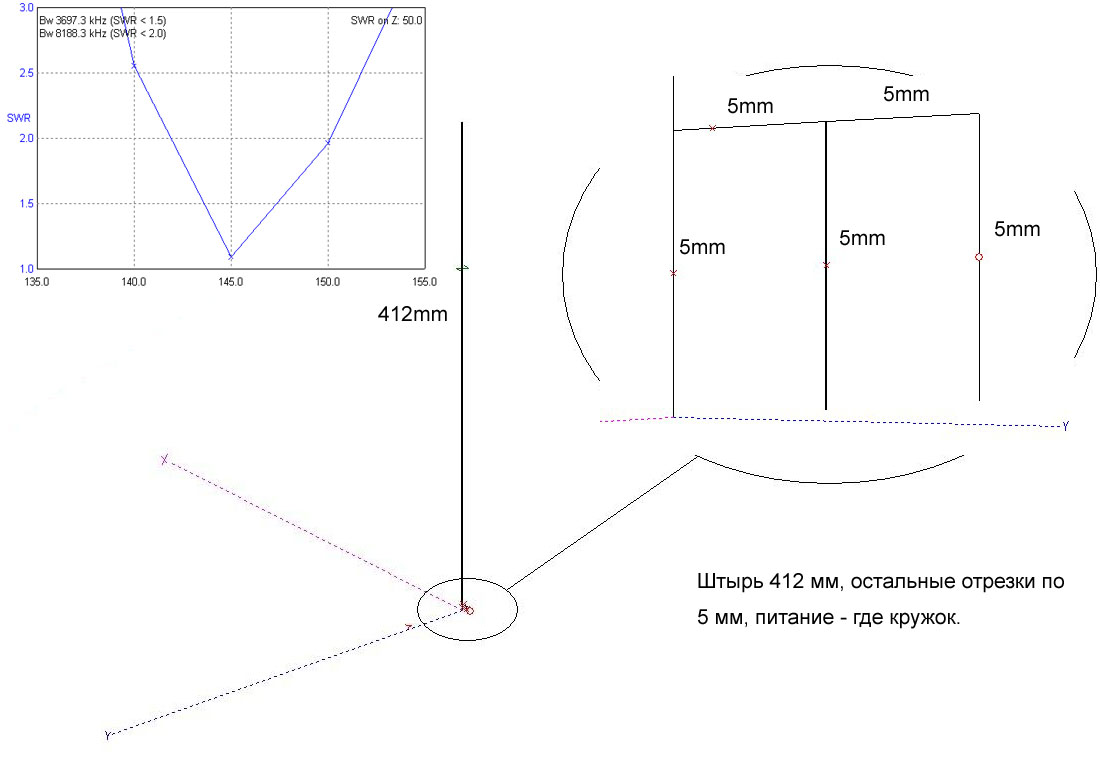 3.0
Bw 3697.3 kHz (SWR < 1.5)
SWR on Z: 50.0
Bw 8188.3 kHz (SWR < 2.0)
2.5
SWR
2.0
1.5
1.0
135.0
140.0
145.0
150.0
155.0
412mm
5mm
5mm
5mm
5mm
5mm
Y
X
Y
Штырь 412 мм, остальные отрезки по
5 мм, питание - где кружок.